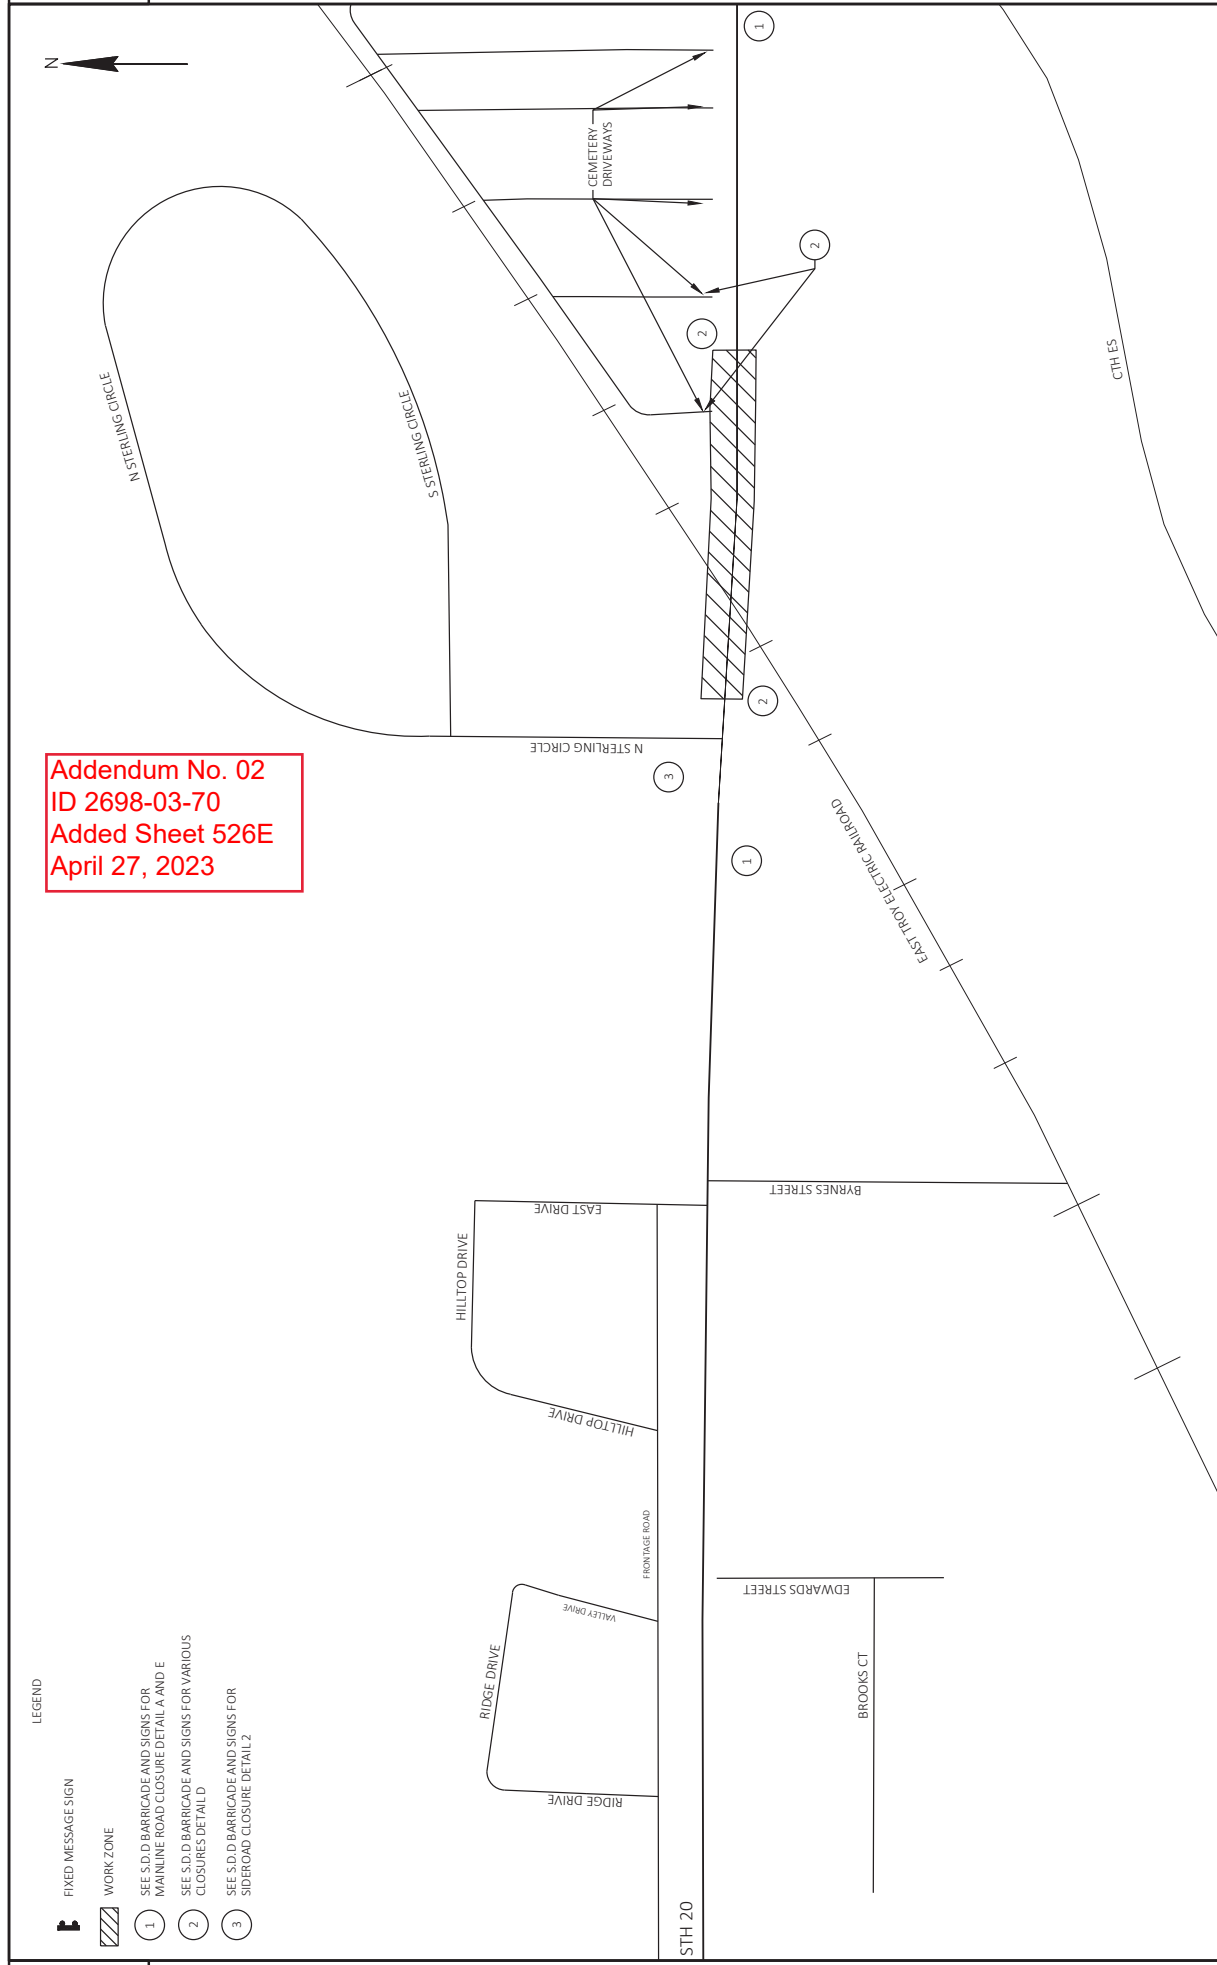 Addendum No. 02
ID 2698-03-70
Added Sheet 526E
April 27, 2023
LEGEND
FIXED MESSAGE SIGN
WORK ZONE
1
SEE S.D.D BARRICADE AND SIGNS FOR
MAINLINE ROAD CLOSURE DETAIL A AND E
2
SEE S.D.D BARRICADE AND SIGNS FOR VARIOUS
CLOSURES DETAIL D
3
SEE S.D.D BARRICADE AND SIGNS FOR
SIDEROAD CLOSURE DETAIL 2
N
STH 20
RIDGE DRIVE
RIDGE DRIVE
VALLEY DRIVE
FRONTAGE ROAD
HILLTOP DRIVE
HILLTOP DRIVE
EAST DRIVE
BROOKS CT
EDWARDS STREET
BYRNES STREET
EAST TROY ELECTRIC RAILROAD
1
3
N STERLING CIRCLE
2
N STERLING CIRCLE
S STERLING CIRCLE
2
2
CEMETERY
DRIVEWAYS
1
CTH ES